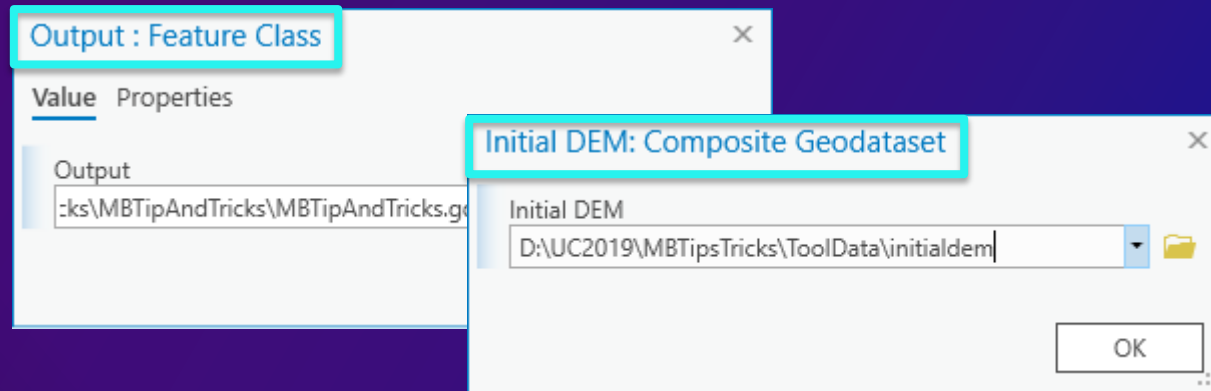 Output : Feature Class
Value Properties
Output
:ks\MBTipAndTricks\MBTipAndTricks.g
Initial DEM: Composite Geodataset
Initial DEM
D:\UC2019\MBTipsTricks\ToolData\initialdem
OK